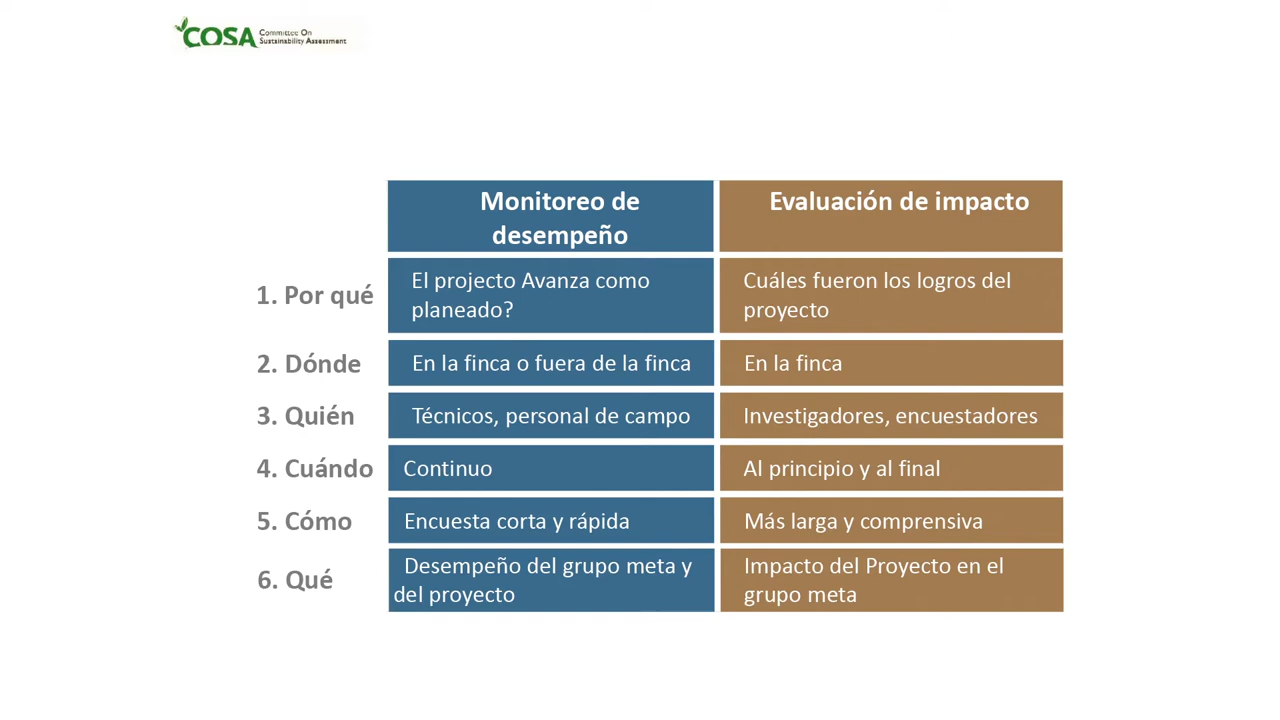 COSA Committee On
Sustainability Assessment
Monitoreo de
desempeño
Evaluación de impacto
1. Por qué
El projecto Avanza como
planeado?
Cuáles fueron los logros del
proyecto
2. Dónde
En la finca o fuera de la finca
En la finca
3. Quién
Técnicos, personal de campo
Investigadores, encuestadores
4. Cuándo
Continuo
Al principio y al final
5. Cómo
Encuesta corta y rápida
Más larga y comprensiva
6. Qué
Desempeño del grupo meta y
del proyecto
Impacto del Proyecto en el
grupo meta